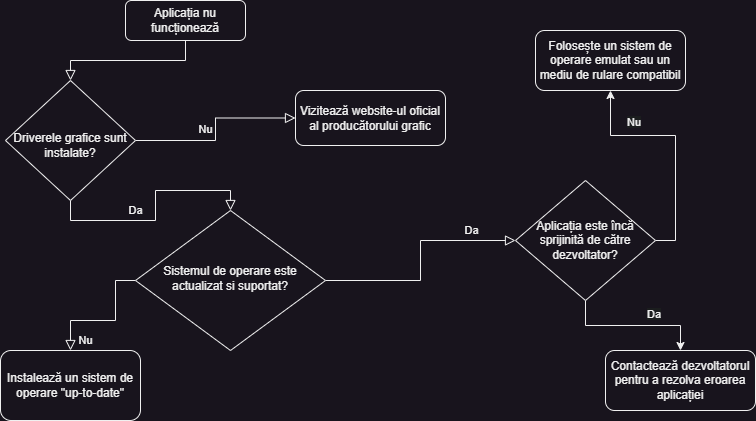 Aplicația nu
funcționează
Driverele grafice sunt
instalate?
Nu
Vizitează website-ul oficial
al producătorului grafic
Da
Sistemul de operare este
actualizat si suportat?
Nu
Instalează un sistem de
operare "up-to-date"
Da
Aplicația este încă
sprijinită de către
dezvoltator?
Nu
Folosește un sistem de
operare emulat sau un
mediu de rulare compatibil
Da
Contactează dezvoltatorul
pentru a rezolva eroarea
aplicației